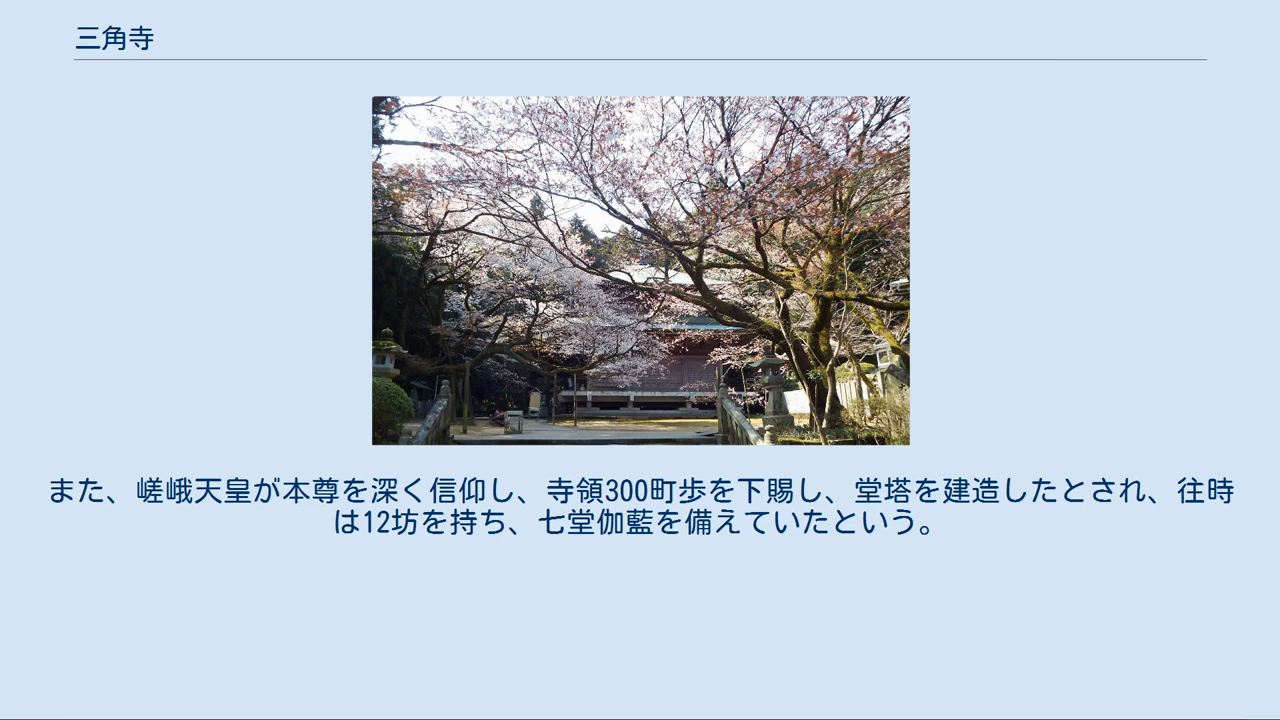 三角寺
また、嵯峨天皇が本尊を深く信仰し、寺領300町歩を下賜し、堂塔を建造したとされ、往時
は12坊を持ち、七堂伽藍を備えていたという。